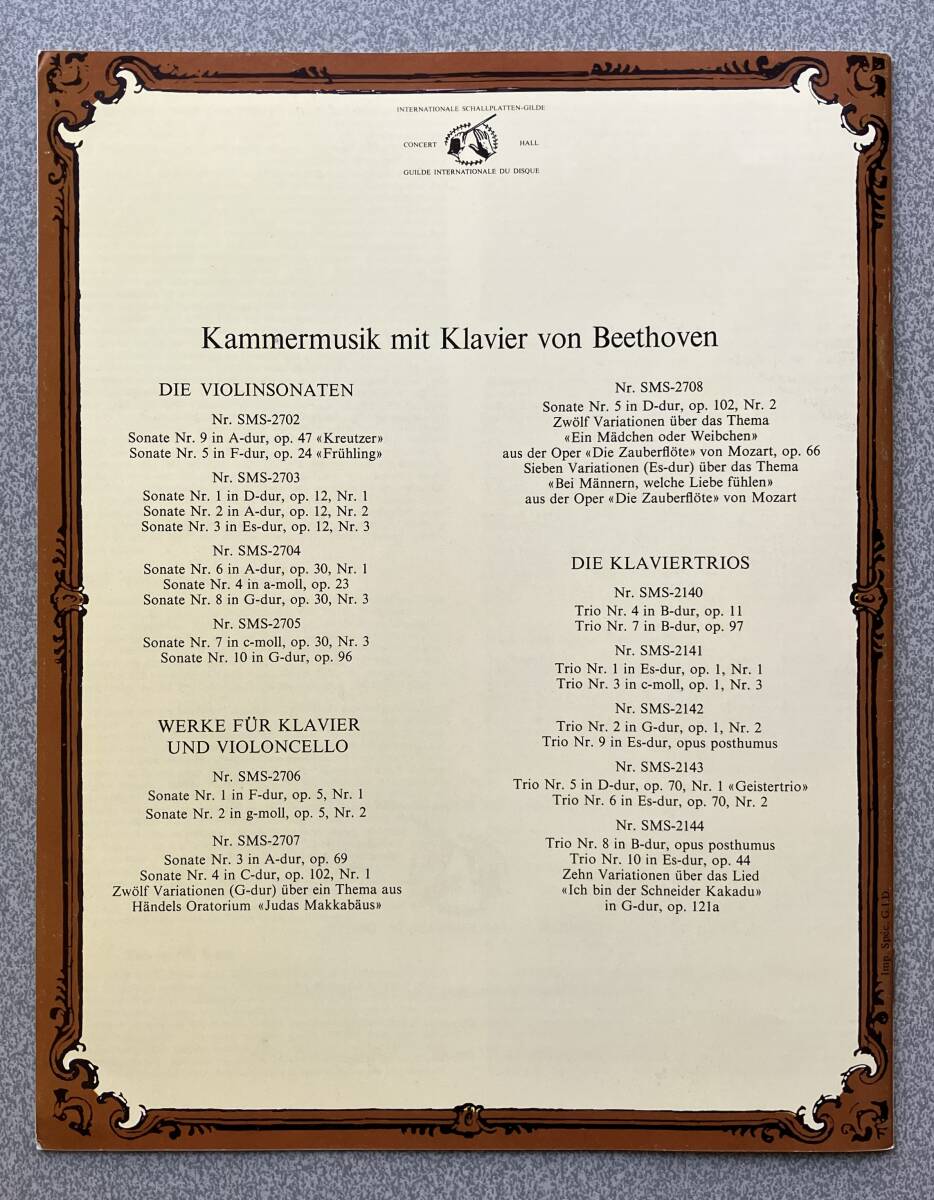 INTERNATIONALE SCHALLPLATTEN-GILDE
CONCERT HALL
GUILDE INTERNATIONALE DU DISQUE
Kammermusik mit Klavier von Beethoven
DIE VIOLINSONATEN
Nr. SMS-2702
Sonate Nr. 9 in A-dur, op. 47 «Kreutzer»
Sonate Nr. 5 in F-dur, op. 24 «Frühling»
Nr. SMS-2703
Sonate Nr. 1 in D-dur, op. 12, Nr. 1
Sonate Nr. 2 in A-dur, op. 12, Nr. 2
Sonate Nr. 3 in Es-dur, op. 12, Nr. 3
Nr. SMS-2704
Sonate Nr. 6 in A-dur, op. 30, Nr. 1
Sonate Nr. 4 in a-moll, op. 23
Sonate Nr. 8 in G-dur, op. 30, Nr. 3
Nr. SMS-2705
Sonate Nr. 7 in c-moll, op. 30, Nr. 3
Sonate Nr. 10 in G-dur, op. 96
WERKE FÜR KLAVIER
UND VIOLONCELLO
Nr. SMS-2706
Sonate Nr. 1 in F-dur, op. 5, Nr. 1
Sonate Nr. 2 in g-moll, op. 5, Nr. 2
Nr. SMS-2707
Sonate Nr. 3 in A-dur, op. 69
Sonate Nr. 4 in C-dur, op. 102, Nr. 1
Zwölf Variationen (G-dur) über ein Thema aus
Händels Oratorium «Judas Makkabäus»
Nr. SMS-2708
Sonate Nr. 5 in D-dur, op. 102, Nr. 2
Zwölf Variationen über das Thema
«Ein Mädchen oder Weibchen»
aus der Oper «Die Zauberflöte» von Mozart, op. 66
Sieben Variationen (Es-dur) über das Thema
«Bei Männern, welche Liebe fühlen»
aus der Oper «Die Zauberflöte» von Mozart
DIE KLAVIERTRIOS
Nr. SMS-2140
Trio Nr. 4 in B-dur, op. 11
Trio Nr. 7 in B-dur, op. 97
Nr. SMS-2141
Trio Nr. 1 in Es-dur, op. 1, Nr. 1
Trio Nr. 3 in c-moll, op. 1, Nr. 3
Nr. SMS-2142
Trio Nr. 2 in G-dur, op. 1, Nr. 2
Trio Nr. 9 in Es-dur, opus posthumus
Nr. SMS-2143
Trio Nr. 5 in D-dur, op. 70, Nr. 1 «Geistertrio»
Trio Nr. 6 in Es-dur, op. 70, Nr. 2
Nr. SMS-2144
Trio Nr. 8 in B-dur, opus posthumus
Trio Nr. 10 in Es-dur, op. 44
Zehn Variationen über das Lied
«Ich bin der Schneider Kakadu»
in G-dur, op. 121a
Imp. Spéc. G.I.D.